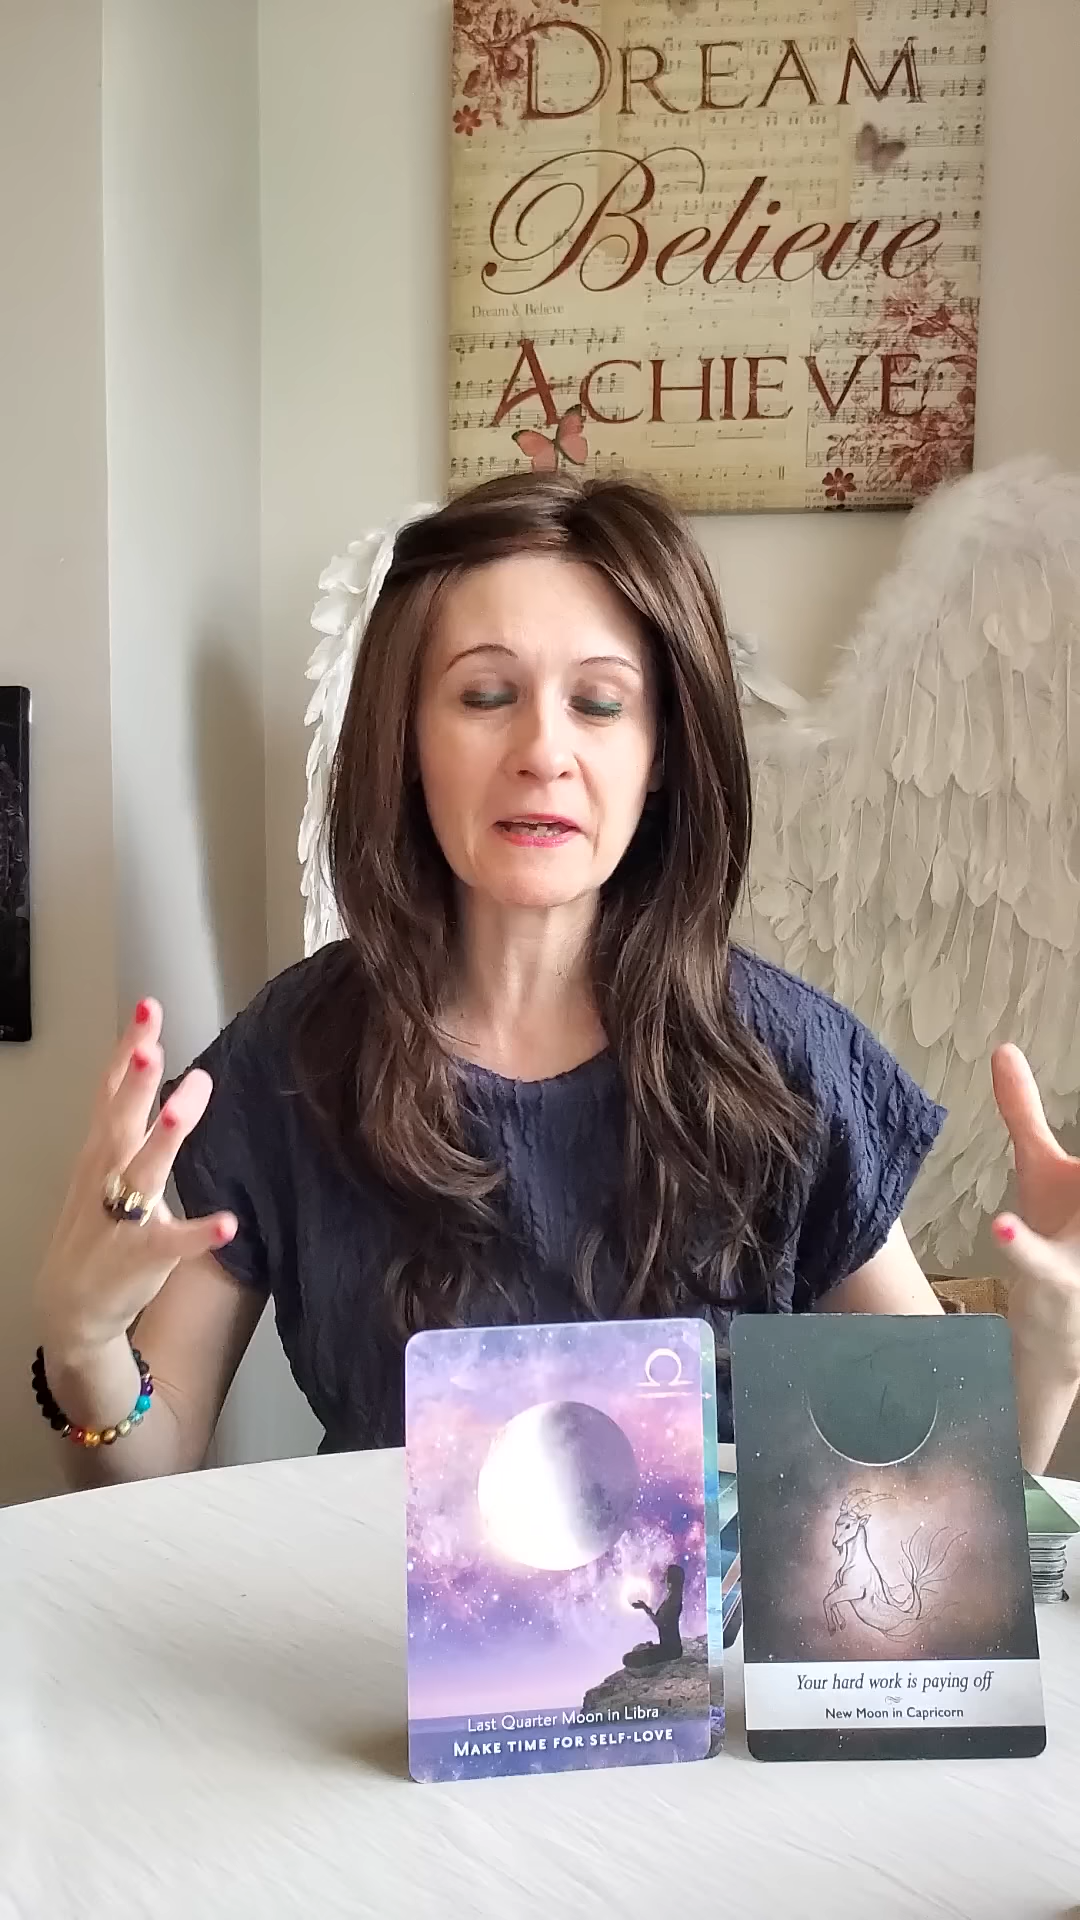 DREAM
Believe
Dream & Believe
ACHIEVE
Last Quarter Moon in Libra
MAKE TIME FOR SELF-LOVE
Your hard work is paying off
New Moon in Capricorn